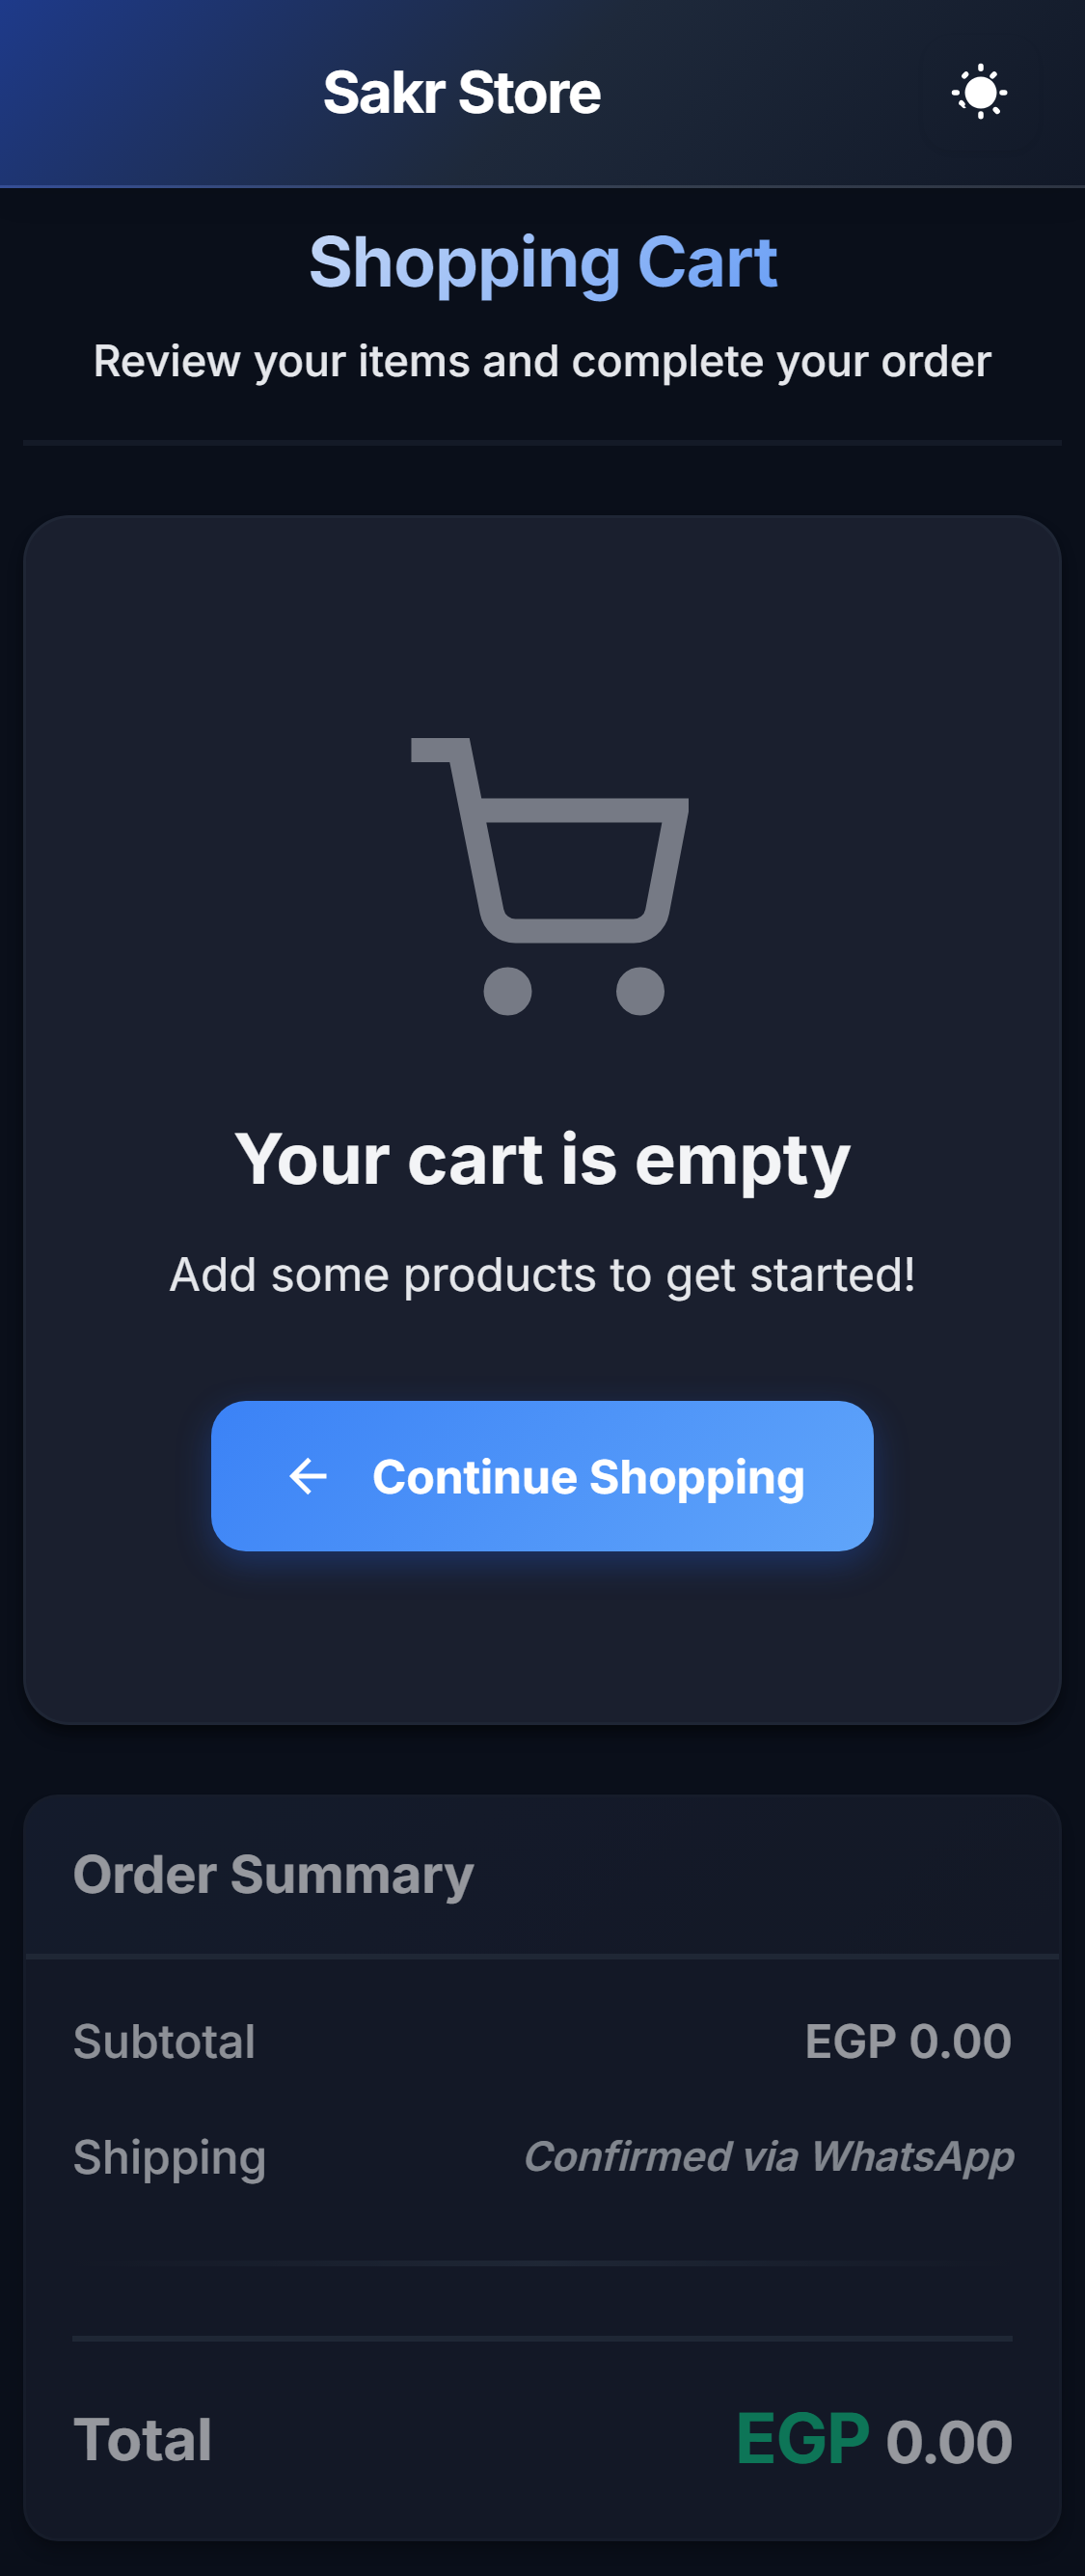 Sakr Store
Shopping Cart
Review your items and complete your order
Your cart is empty
Add some products to get started!
Continue Shopping
Order Summary
Subtotal EGP 0.00
Shipping Confirmed via WhatsApp
Total EGP 0.00